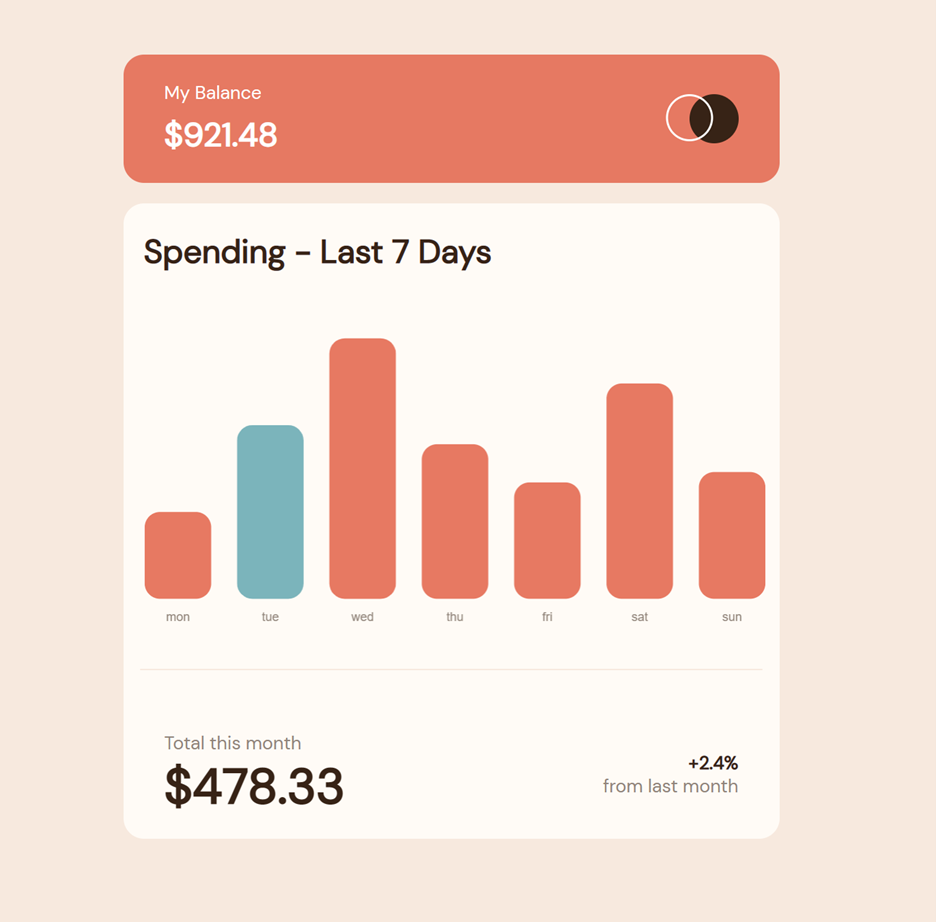 My Balance
$921.48
Spending - Last 7 Days
mon tue wed thu fri sat sun
Total this month
$478.33
+2.4%
from last month